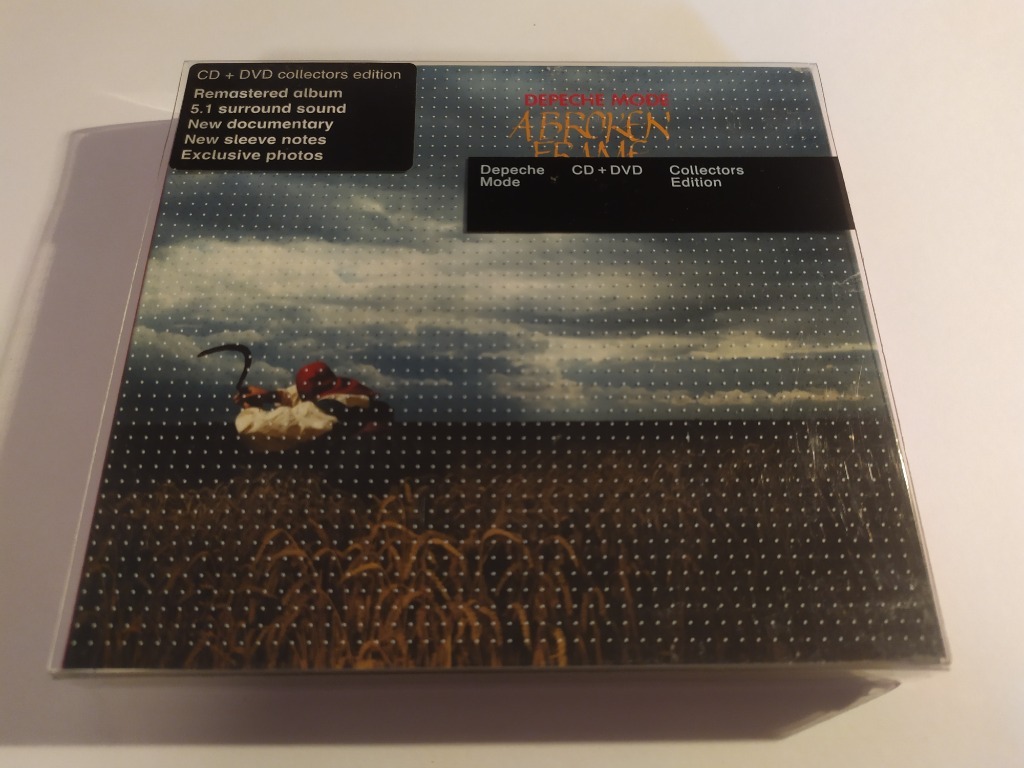 CD + DVD collectors edition
Remastered album
5.1 surround sound
New documentary
New sleeve notes
Exclusive photos
DEPECHE MODE
A BROKEN
FRAME
Depeche CD + DVD Collectors
Mode Edition